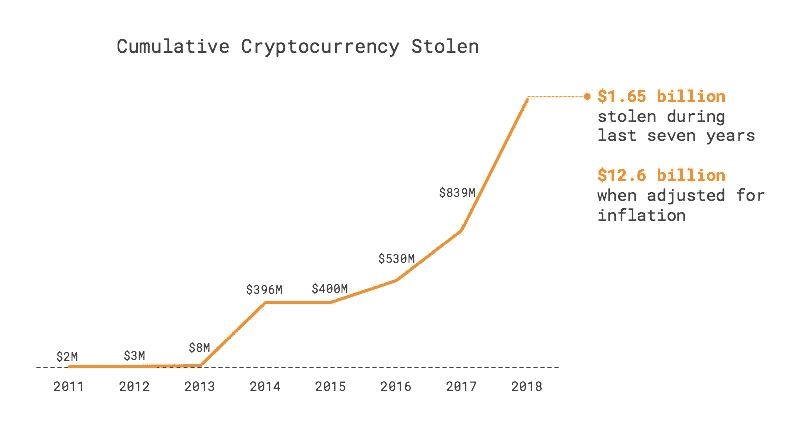 Cumulative Cryptocurrency Stolen
$1.65 billion
stolen during
last seven years
$12.6 billion
when adjusted for
inflation
$839M
$530M
$396M
$400M
$8M
$3M
$2M
2011 2012 2013 2014 2015 2016 2017 2018